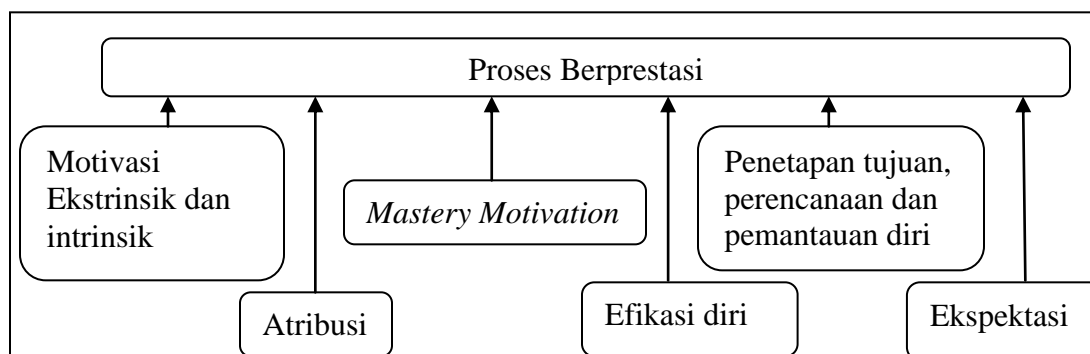 Proses Berprestasi
Motivasi
Ekstrinsik dan
intrinsik
Atribusi
Mastery Motivation
Efikasi diri
Penetapan tujuan,
perencanaan dan
pemantauan diri
Ekspektasi